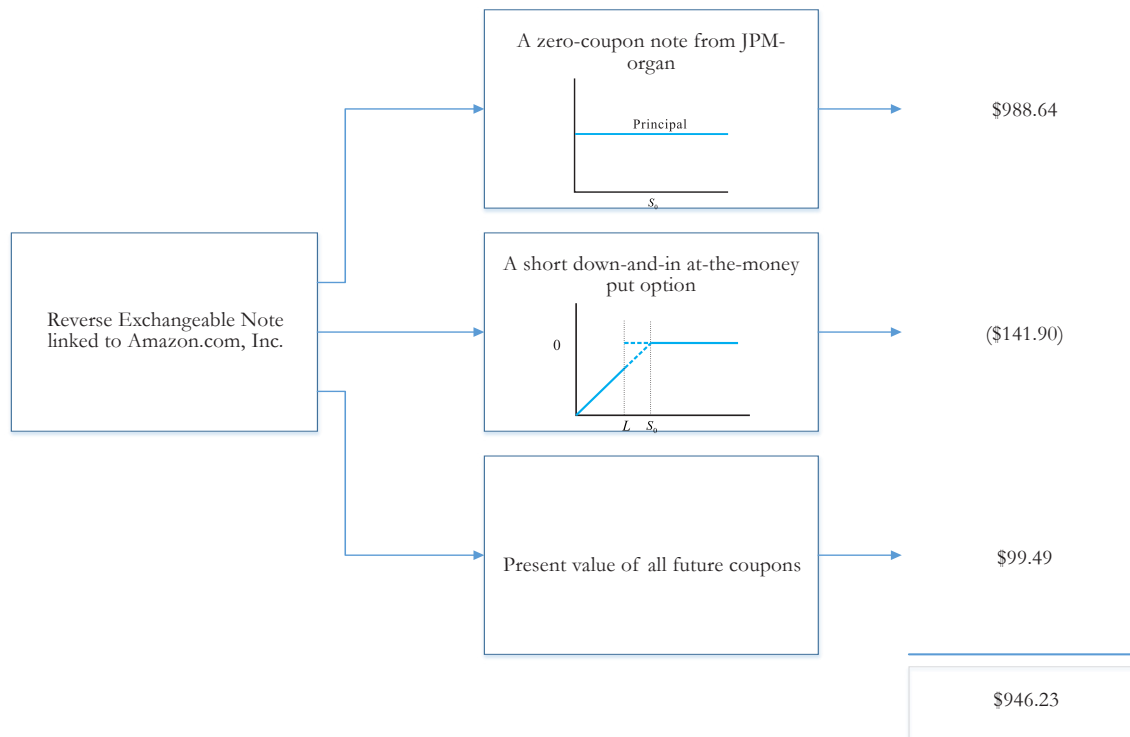 A zero-coupon note from JPM-
organ
Principal
S₀
$988.64
Reverse Exchangeable Note
linked to Amazon.com, Inc.
A short down-and-in at-the-money
put option
0
L S₀
($141.90)
Present value of all future coupons
$99.49
$946.23